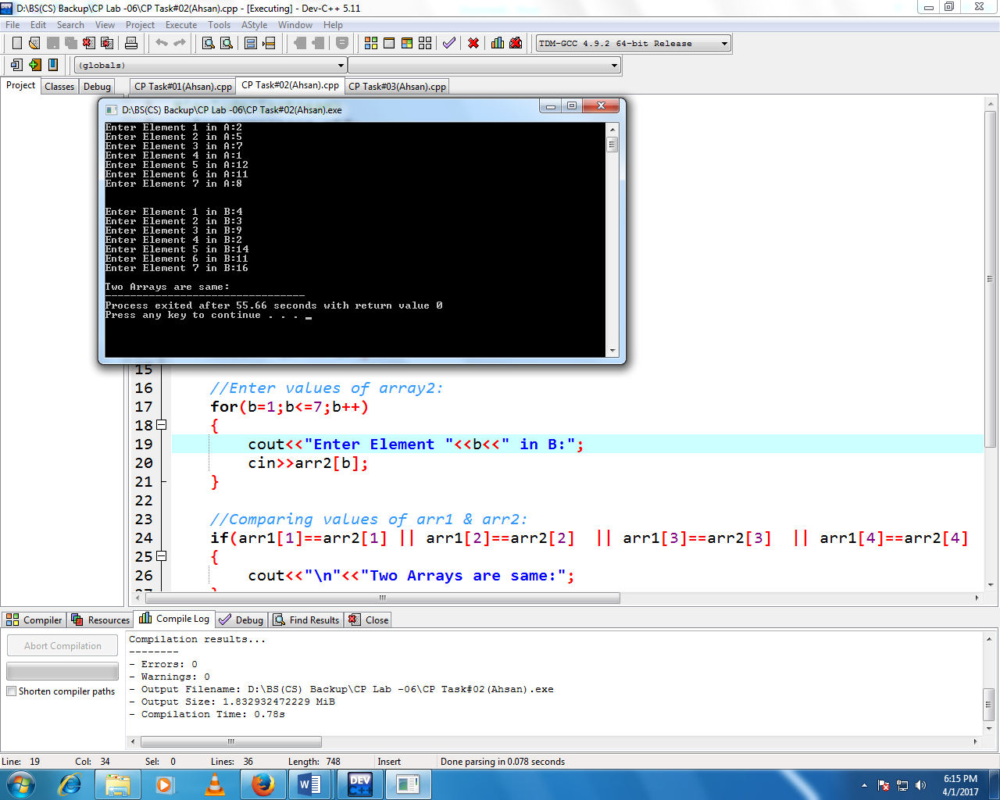 D:\BS(CS) Backup\CP Lab -06\CP Task#02(Ahsan).cpp - [Executing] - Dev-C++ 5.11
File Edit Search View Project Execute Tools AStyle Window Help
TDM-GCC 4.9.2 64-bit Release
(globals)
Project Classes Debug CP Task#01(Ahsan).cpp CP Task#02(Ahsan).cpp CP Task#03(Ahsan).cpp
D:\BS(CS) Backup\CP Lab -06\CP Task#02(Ahsan).exe
Enter Element 1 in A:2
Enter Element 2 in A:5
Enter Element 3 in A:7
Enter Element 4 in A:1
Enter Element 5 in A:12
Enter Element 6 in A:11
Enter Element 7 in A:8
Enter Element 1 in B:4
Enter Element 2 in B:3
Enter Element 3 in B:9
Enter Element 4 in B:2
Enter Element 5 in B:14
Enter Element 6 in B:11
Enter Element 7 in B:16
Two Arrays are same:
--------------------------------
Process exited after 55.66 seconds with return value 0
Press any key to continue . . . _
15
16 //Enter values of array2:
17 for(b=1;b<=7;b++)
18 {
19 cout<<"Enter Element "<<b<<" in B:";
20 cin>>arr2[b];
21 }
22
23 //Comparing values of arr1 & arr2:
24 if(arr1[1]==arr2[1] || arr1[2]==arr2[2] || arr1[3]==arr2[3] || arr1[4]==arr2[4]
25 {
26 cout<<"\n"<<"Two Arrays are same:";
Compiler Resources Compile Log Debug Find Results Close
Abort Compilation
Shorten compiler paths
Compilation results...
--------
- Errors: 0
- Warnings: 0
- Output Filename: D:\BS(CS) Backup\CP Lab -06\CP Task#02(Ahsan).exe
- Output Size: 1.832932472229 MiB
- Compilation Time: 0.78s
Line: 19 Col: 34 Sel: 0 Lines: 36 Length: 748 Insert Done parsing in 0.078 seconds
DEV C++
6:15 PM
4/1/2017